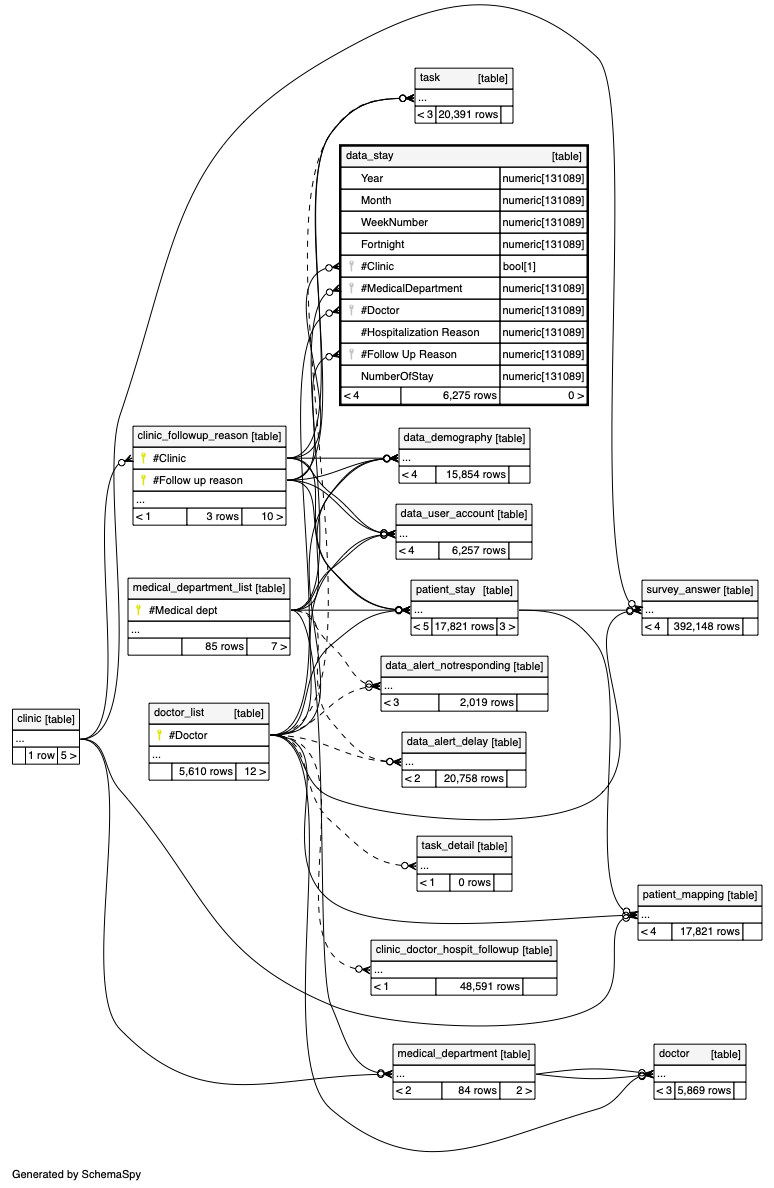 task [table]
...
< 3 20,391 rows
data_stay [table]
Year numeric[131089]
Month numeric[131089]
WeekNumber numeric[131089]
Fortnight numeric[131089]
#Clinic bool[1]
#MedicalDepartment numeric[131089]
#Doctor numeric[131089]
#Hospitalization Reason numeric[131089]
#Follow Up Reason numeric[131089]
NumberOfStay numeric[131089]
< 4 6,275 rows 0 >
clinic_followup_reason [table]
#Clinic
#Follow up reason
...
< 1 3 rows 10 >
data_demography [table]
...
< 4 15,854 rows
data_user_account [table]
...
< 4 6,257 rows
medical_department_list [table]
#Medical dept
...
85 rows 7 >
patient_stay [table]
...
< 5 17,821 rows 3 >
survey_answer [table]
...
< 4 392,148 rows
data_alert_notresponding [table]
...
< 3 2,019 rows
clinic [table]
...
1 row 5 >
doctor_list [table]
#Doctor
...
5,610 rows 12 >
data_alert_delay [table]
...
< 2 20,758 rows
task_detail [table]
...
< 1 0 rows
patient_mapping [table]
...
< 4 17,821 rows
clinic_doctor_hospit_followup [table]
...
< 1 48,591 rows
medical_department [table]
...
< 2 84 rows 2 >
doctor [table]
...
< 3 5,869 rows
Generated by SchemaSpy